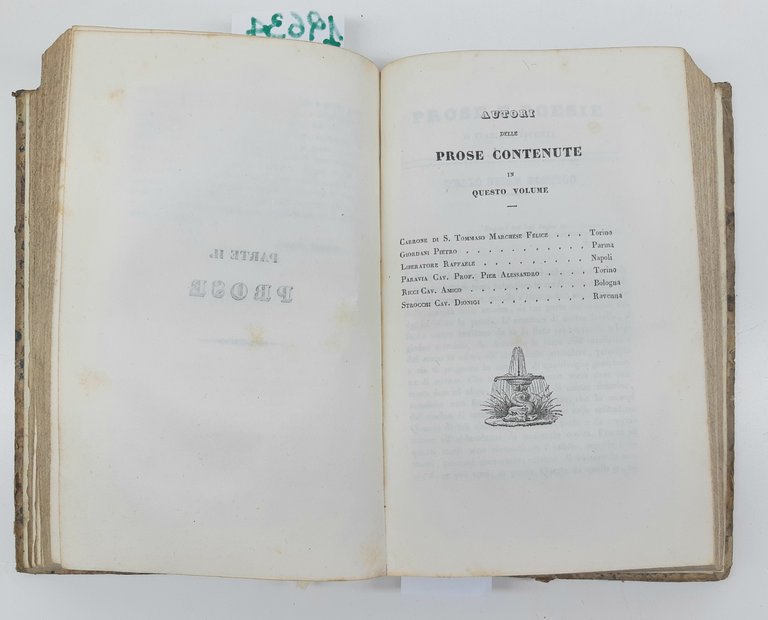 19631
PARTE II.
PROSE
AUTORI
DELLE
PROSE CONTENUTE
IN
QUESTO VOLUME
CARRONE DI S. TOMMASO MARCHESE FELICE . . . Torino
GIORDANI PIETRO . . . . . . . . . . . Parma
LIBERATORE RAFFAELE . . . . . . . . . Napoli
PARAVIA CAV. PROF. PIER ALESSANDRO . . . . Torino
RICCI CAV. AMICO . . . . . . . . . . Bologna
STROCCHI CAV. DIONIGI . . . . . . . . Ravenna